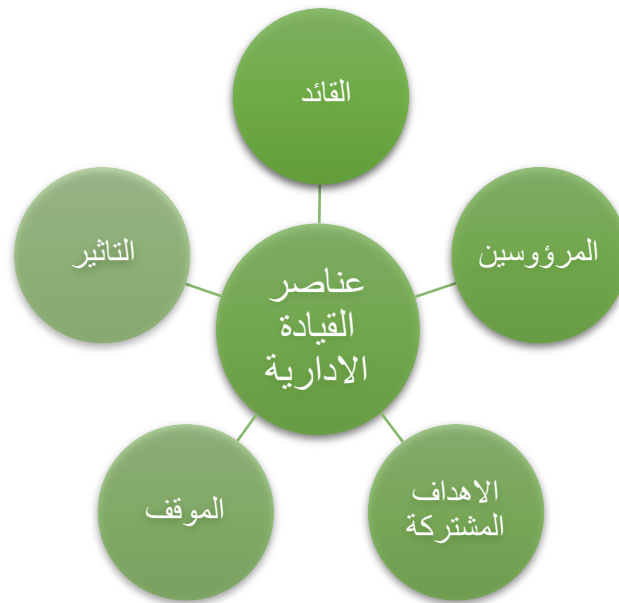 القائد
المرؤوسين
عناصر
القيادة
الادارية
التاثير
الاهداف
المشتركة
الموقف